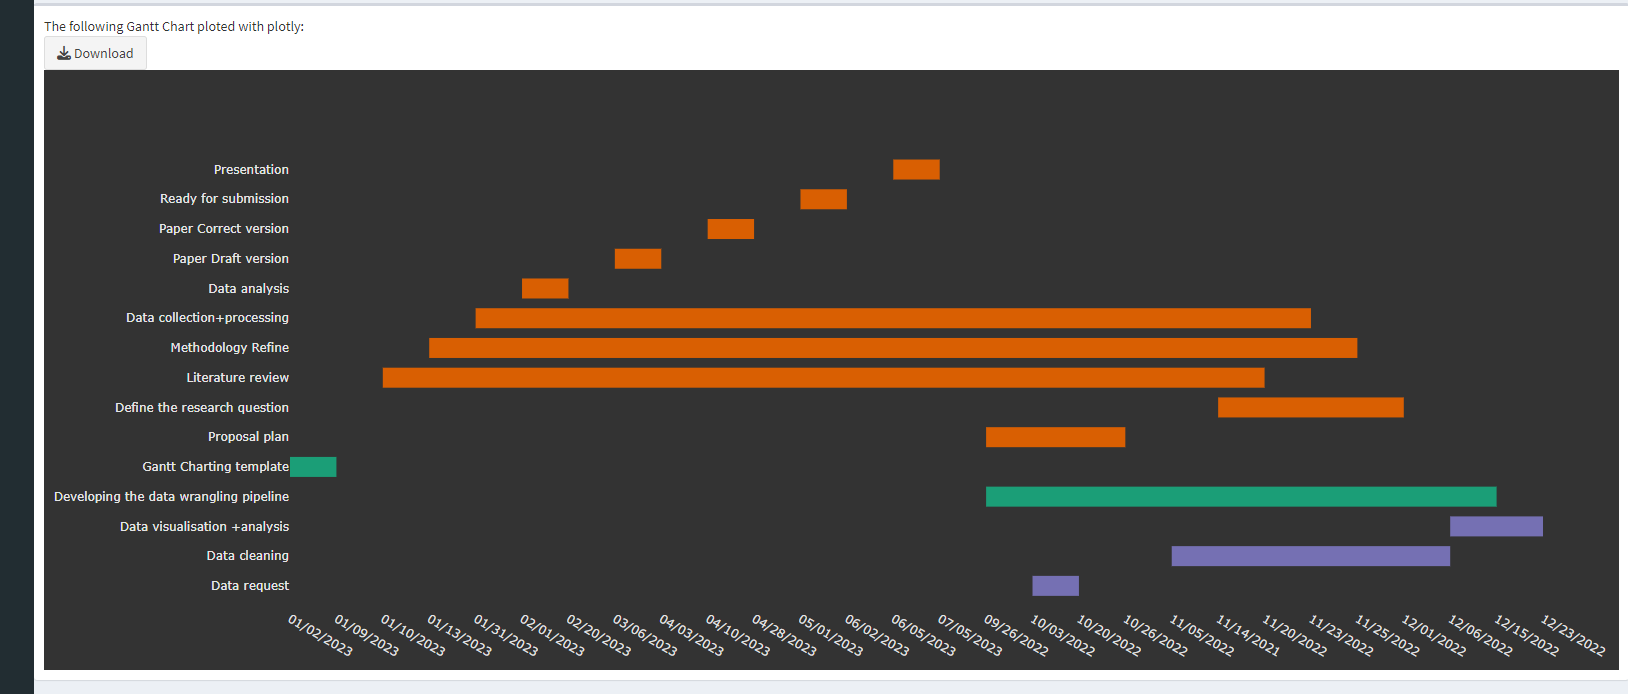 The following Gantt Chart ploted with plotly:
Download
Presentation
Ready for submission
Paper Correct version
Paper Draft version
Data analysis
Data collection+processing
Methodology Refine
Literature review
Define the research question
Proposal plan
Gantt Charting template
Developing the data wrangling pipeline
Data visualisation +analysis
Data cleaning
Data request
01/02/2023
01/09/2023
01/10/2023
01/13/2023
01/31/2023
02/01/2023
02/20/2023
03/06/2023
04/03/2023
04/10/2023
04/28/2023
05/01/2023
06/02/2023
06/05/2023
07/05/2023
09/26/2022
10/03/2022
10/20/2022
10/26/2022
11/05/2022
11/14/2021
11/20/2022
11/23/2022
11/25/2022
12/01/2022
12/06/2022
12/15/2022
12/23/2022